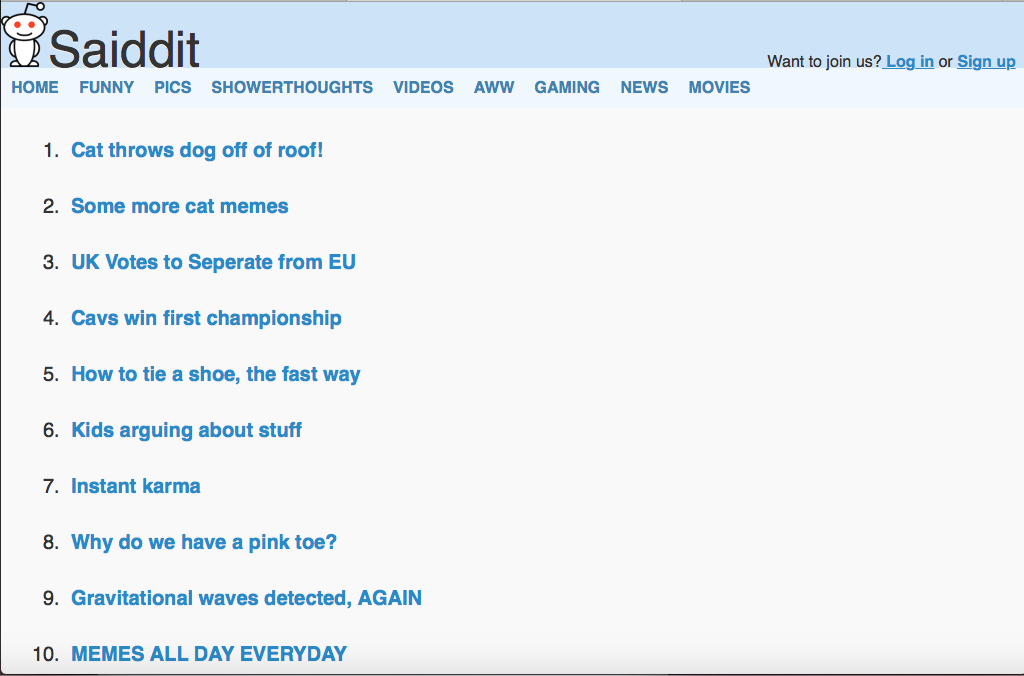 Saiddit
Want to join us? Log in or Sign up
HOME FUNNY PICS SHOWERTHOUGHTS VIDEOS AWW GAMING NEWS MOVIES
1. Cat throws dog off of roof!
2. Some more cat memes
3. UK Votes to Seperate from EU
4. Cavs win first championship
5. How to tie a shoe, the fast way
6. Kids arguing about stuff
7. Instant karma
8. Why do we have a pink toe?
9. Gravitational waves detected, AGAIN
10. MEMES ALL DAY EVERYDAY